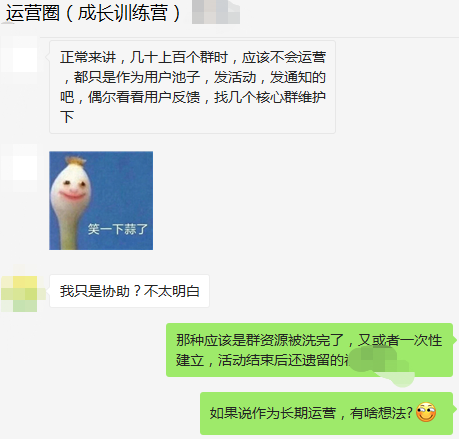 运营圈（成长训练营）
正常来讲，几十上百个群时，应该不会运营
，都只是作为用户池子，发活动，发通知的
吧，偶尔看看用户反馈，找几个核心群维护
下
笑一下蒜了
我只是协助？不太明白
那种应该是群资源被洗完了，又或者一次性
建立，活动结束后还遗留的
如果说作为长期运营，有啥想法?